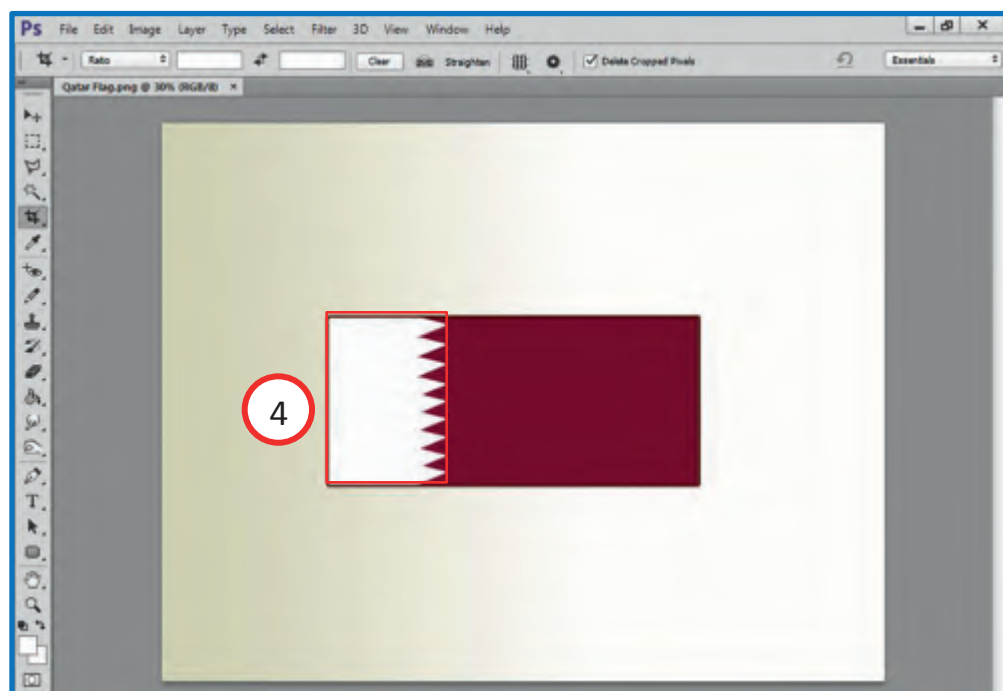 Ps File Edit Image Layer Type Select Filter 3D View Window Help
Ratio Clear Straighten Delete Cropped Pixels Essentials
Qatar Flag.png @ 30% (RGB/8) ×
4
T